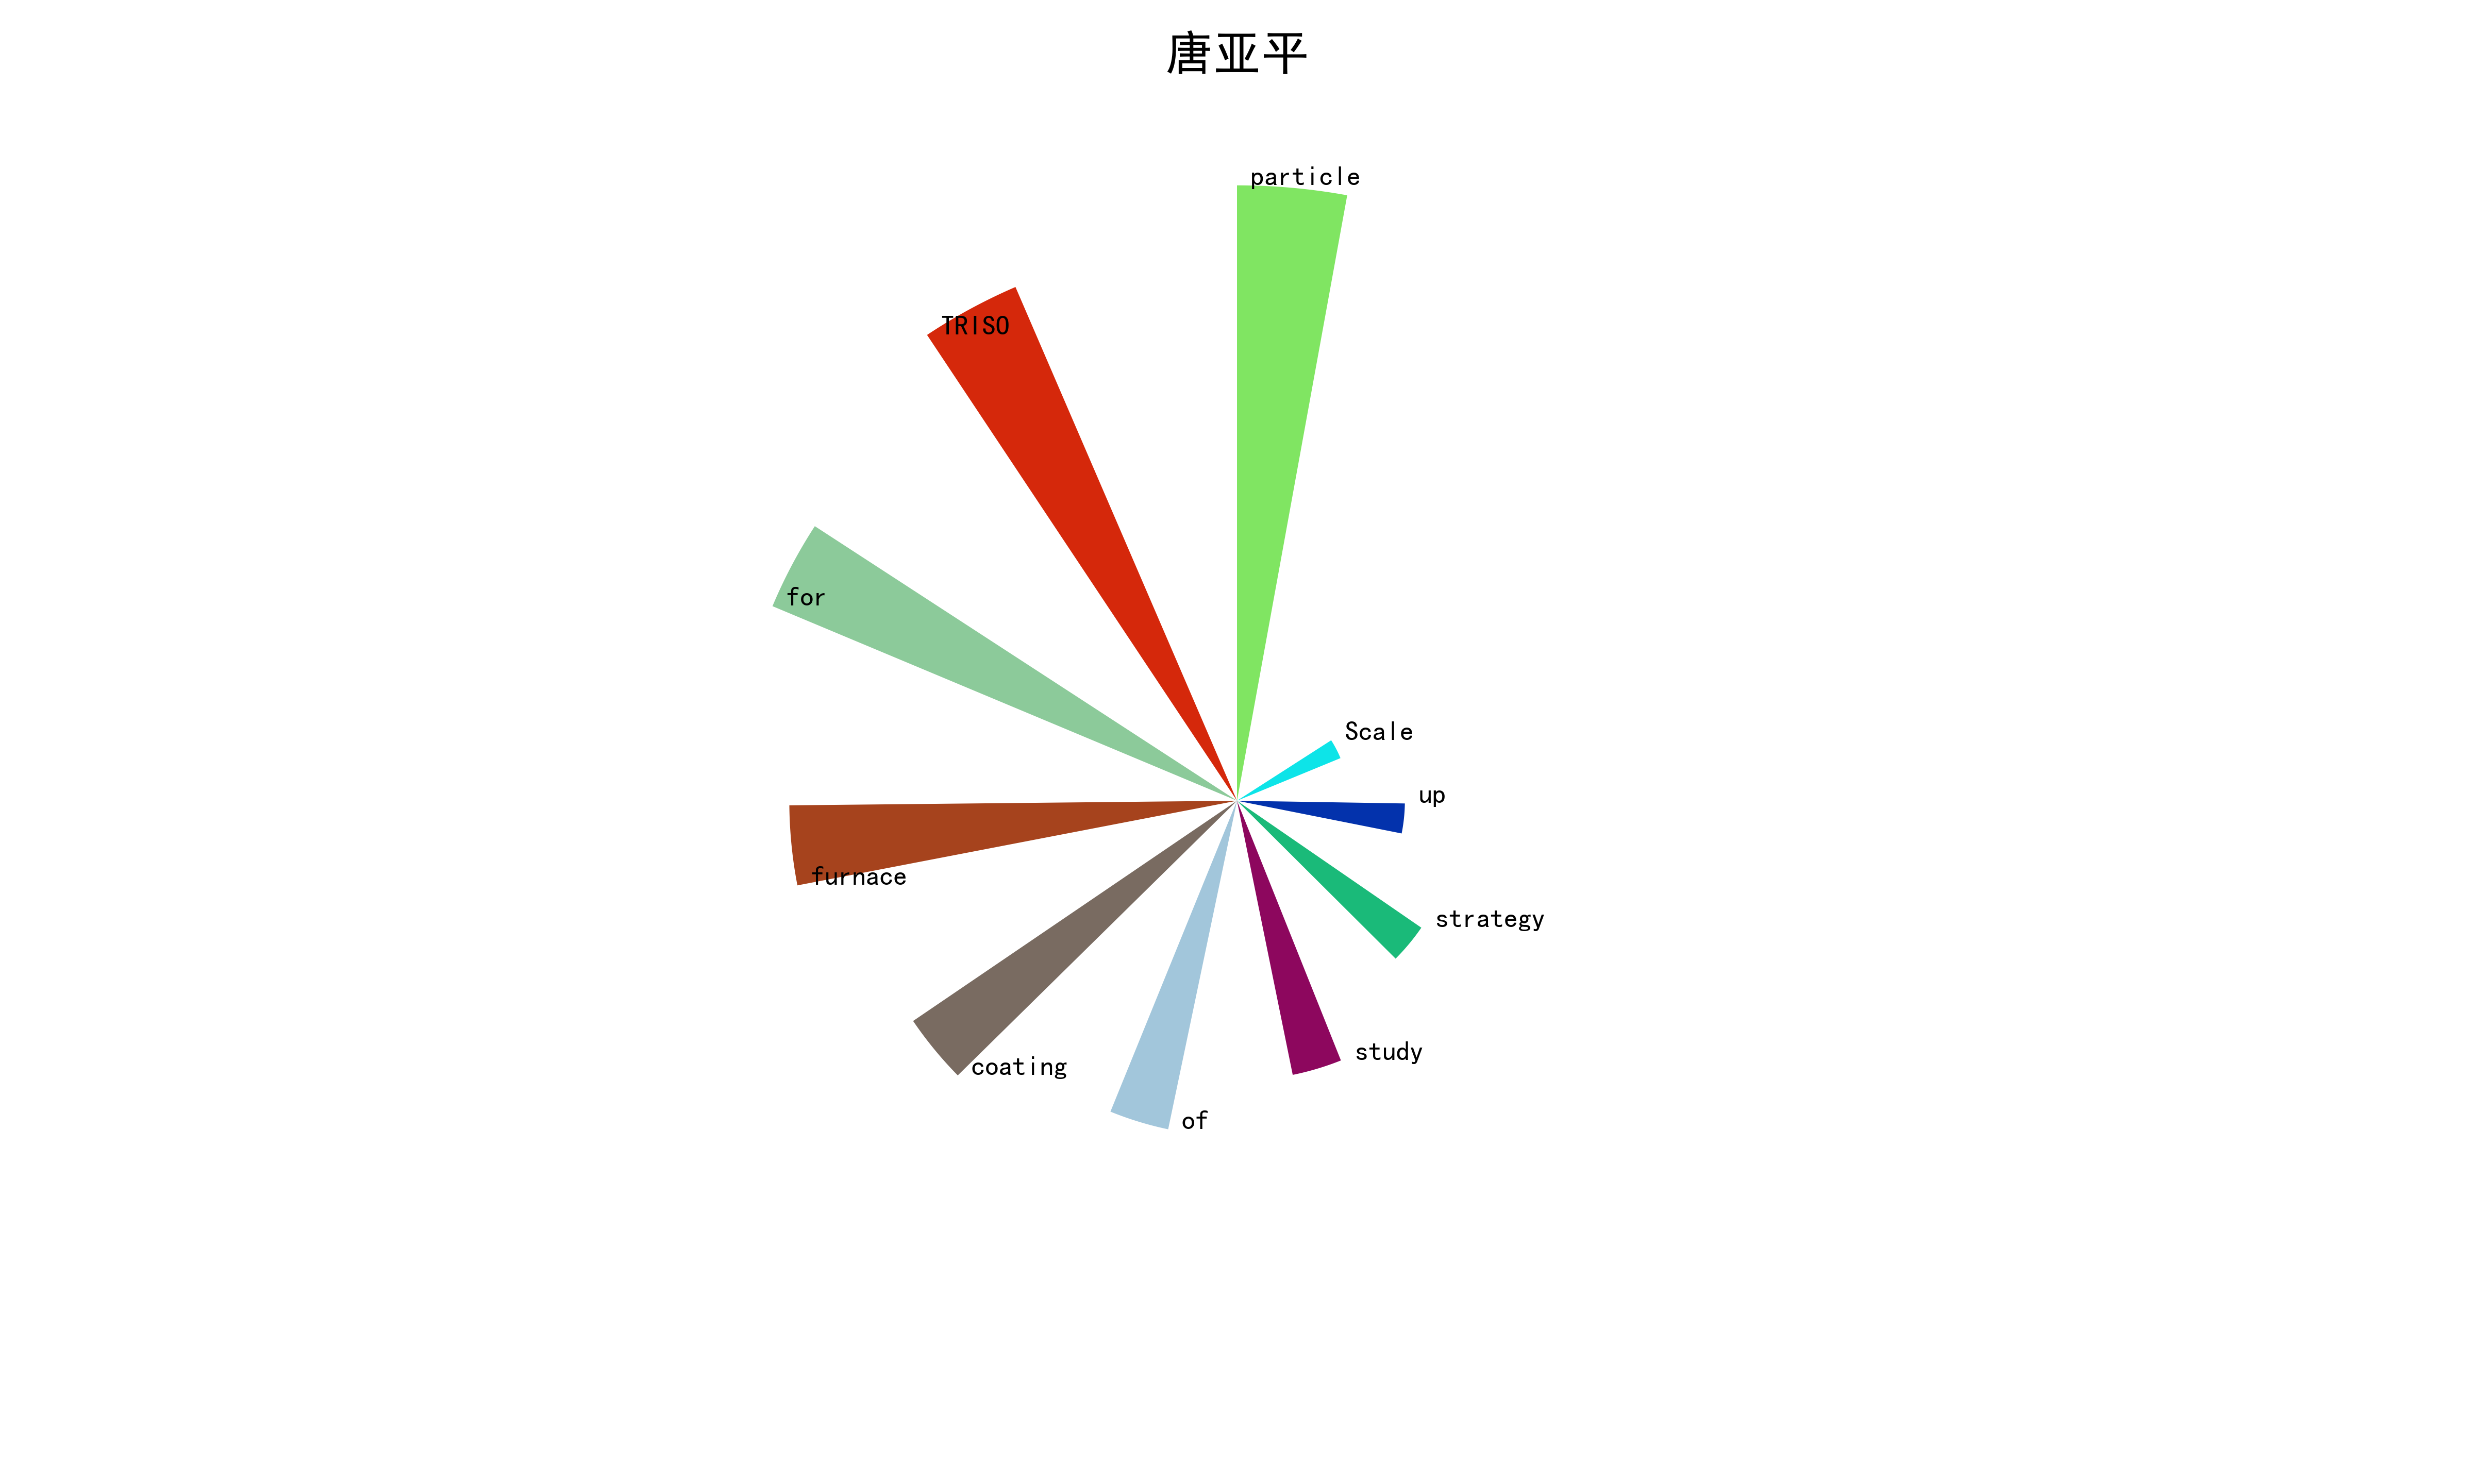 唐亚平
particle
TRISO
for
Scale
up
furnace
strategy
study
coating
of